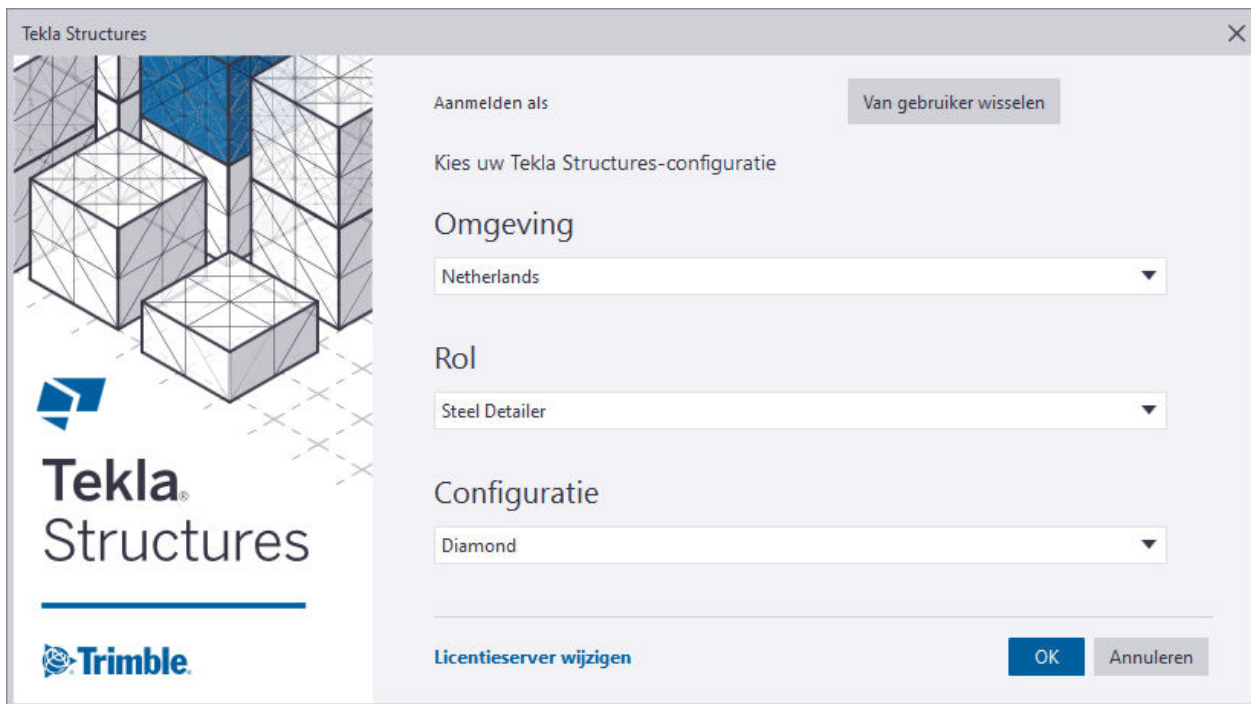 Tekla Structures
Aanmelden als
Van gebruiker wisselen
Kies uw Tekla Structures-configuratie
Omgeving
Netherlands
Rol
Steel Detailer
Configuratie
Diamond
Licentieserver wijzigen
OK
Annuleren
Tekla®
Structures
Trimble.